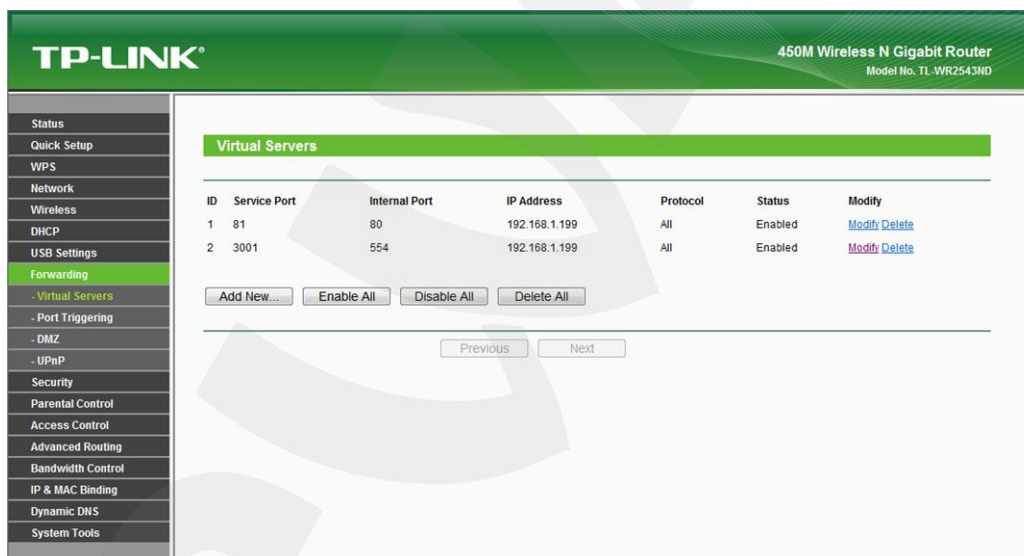 TP-LINK®
450M Wireless N Gigabit Router
Model No. TL-WR2543ND
Status
Quick Setup
WPS
Network
Wireless
DHCP
USB Settings
Forwarding
- Virtual Servers
- Port Triggering
- DMZ
- UPnP
Security
Parental Control
Access Control
Advanced Routing
Bandwidth Control
IP & MAC Binding
Dynamic DNS
System Tools
Virtual Servers
ID Service Port Internal Port IP Address Protocol Status Modify
1 81 80 192.168.1.199 All Enabled Modify Delete
2 3001 554 192.168.1.199 All Enabled Modify Delete
Add New... Enable All Disable All Delete All
Previous Next